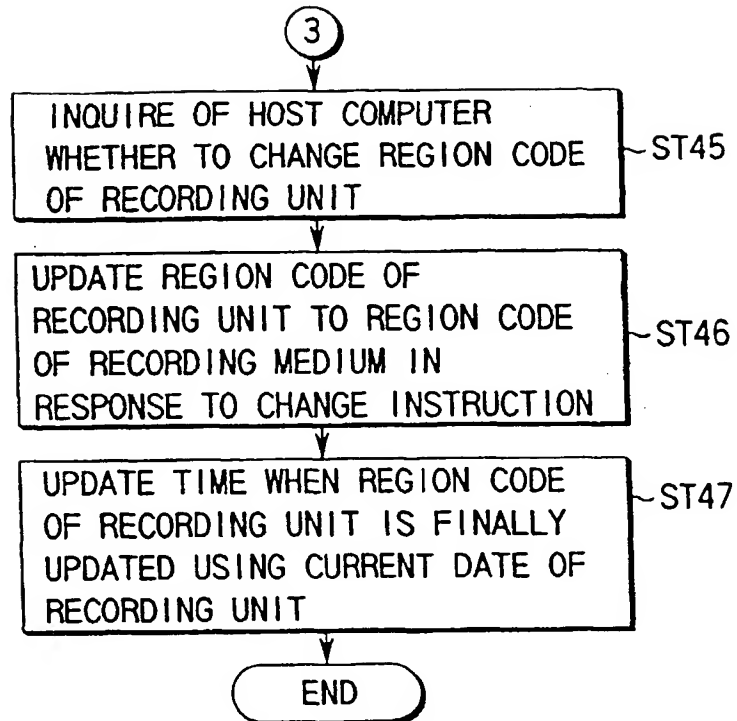 3
INQUIRE OF HOST COMPUTER
WHETHER TO CHANGE REGION CODE
OF RECORDING UNIT
ST45
UPDATE REGION CODE OF
RECORDING UNIT TO REGION CODE
OF RECORDING MEDIUM IN
RESPONSE TO CHANGE INSTRUCTION
ST46
UPDATE TIME WHEN REGION CODE
OF RECORDING UNIT IS FINALLY
UPDATED USING CURRENT DATE OF
RECORDING UNIT
ST47
END